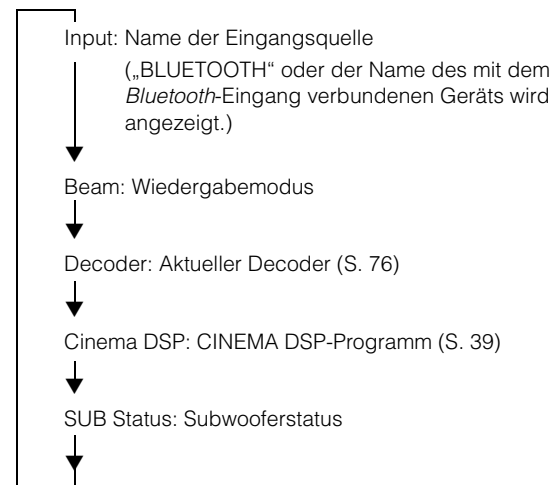 Input: Name der Eingangsquelle
(„BLUETOOTH“ oder der Name des mit dem
Bluetooth-Eingang verbundenen Geräts wird
angezeigt.)
Beam: Wiedergabemodus
Decoder: Aktueller Decoder (S. 76)
Cinema DSP: CINEMA DSP-Programm (S. 39)
SUB Status: Subwooferstatus